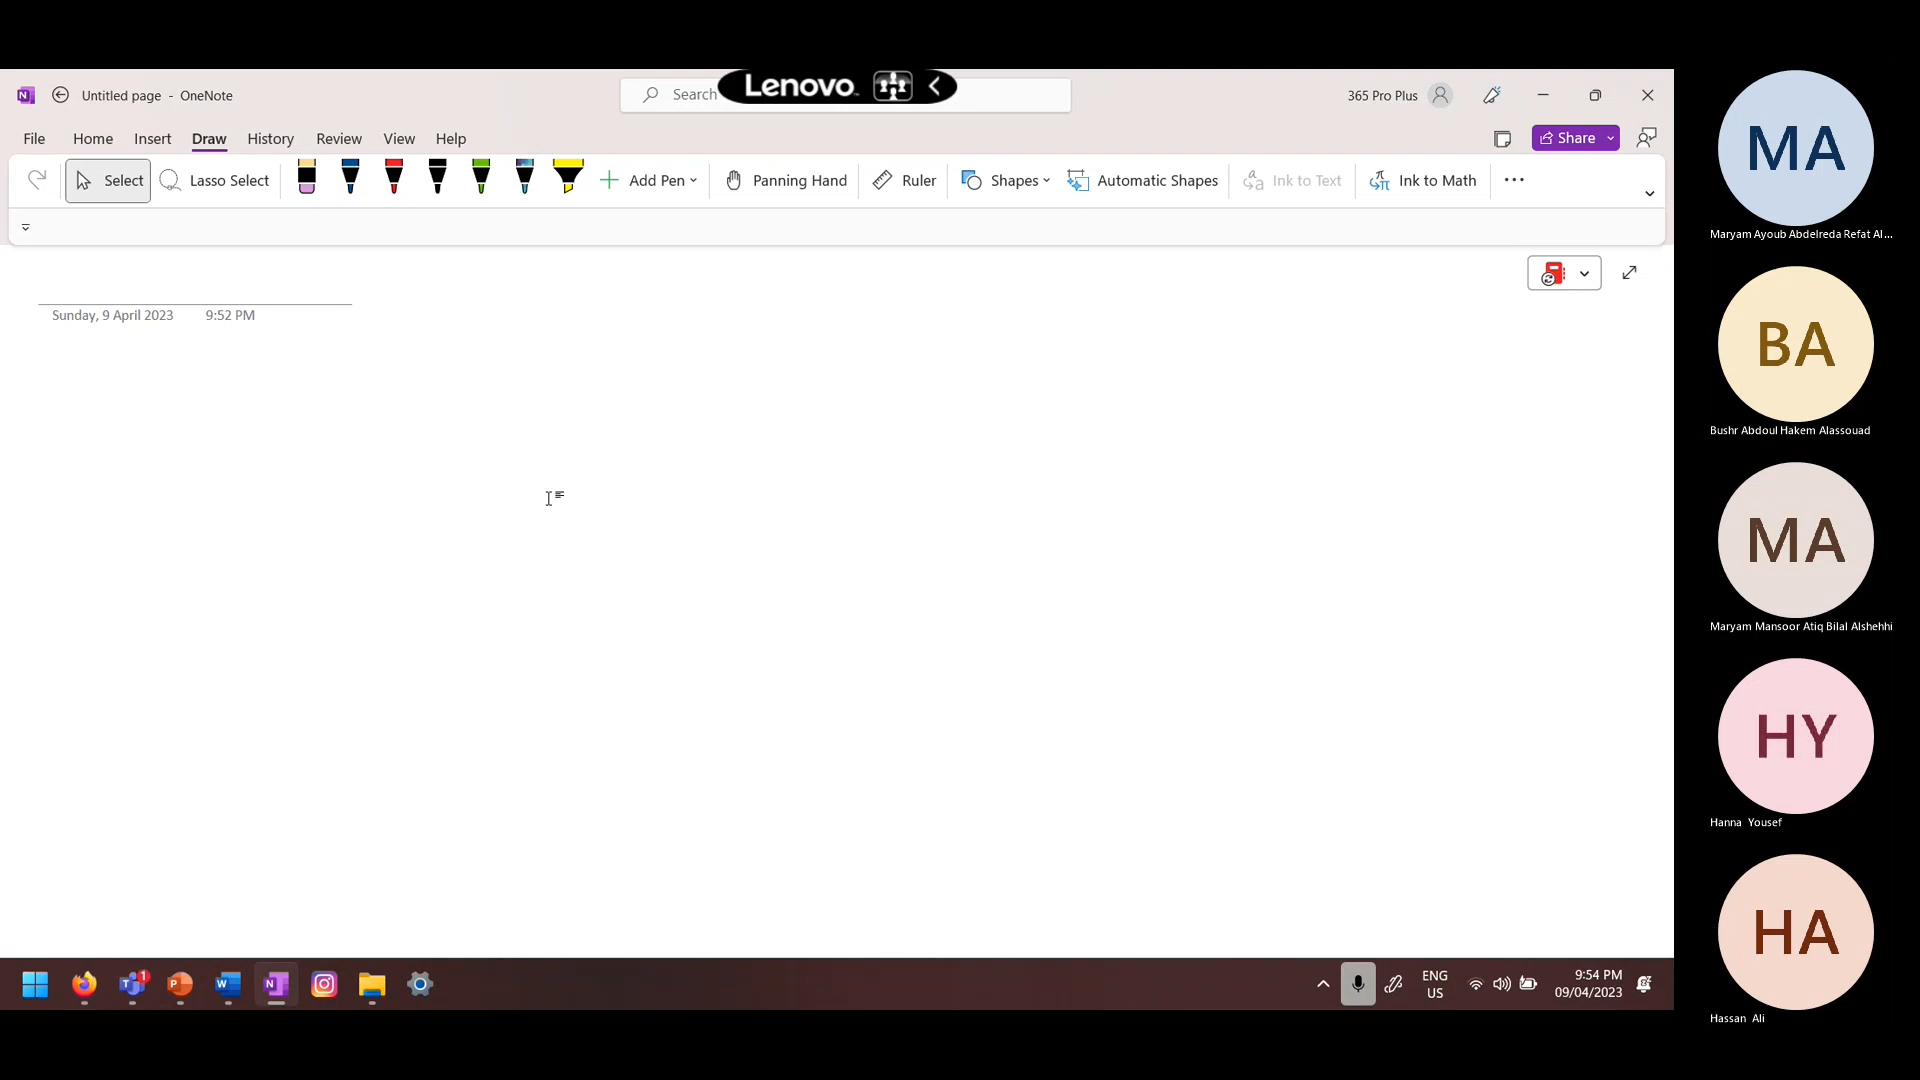 Lenovo
Untitled page - OneNote
Search
365 Pro Plus
File Home Insert Draw History Review View Help
Share
Select Lasso Select Add Pen Panning Hand Ruler Shapes Automatic Shapes Ink to Text Ink to Math
Sunday, 9 April 2023 9:52 PM
MA
Maryam Ayoub Abdelreda Refat Al...
BA
Bushr Abdoul Hakem Alassouad
MA
Maryam Mansoor Atiq Bilal Alshehhi
HY
Hanna Yousef
HA
Hassan Ali
ENG
US
9:54 PM
09/04/2023